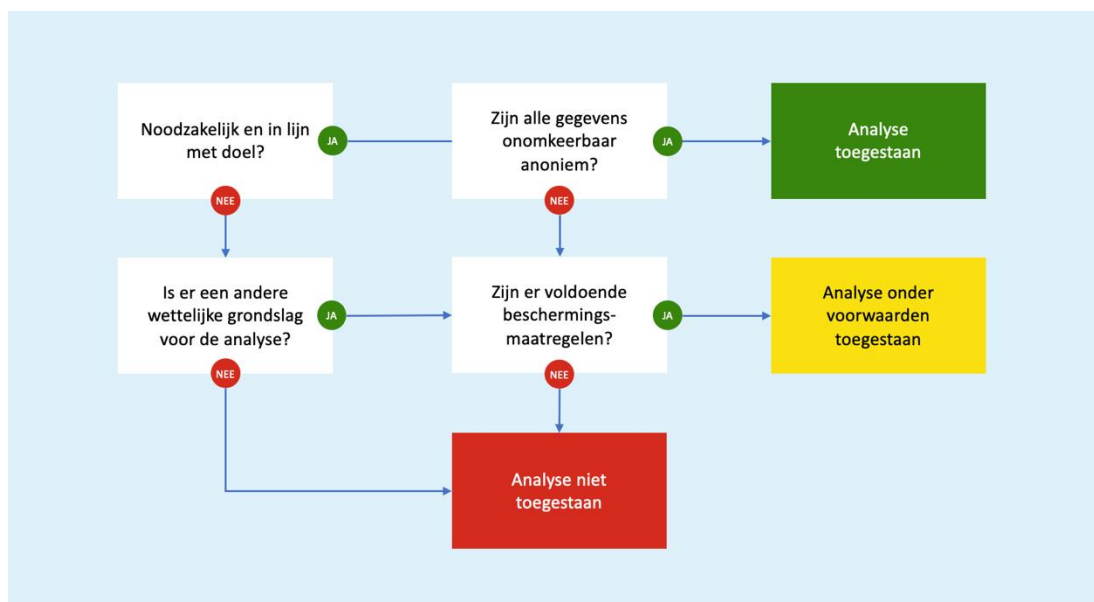 Noodzakelijk en in lijn
met doel?
JA
NEE
Zijn alle gegevens
onomkeerbaar
anoniem?
JA
NEE
Analyse
toegestaan
Is er een andere
wettelijke grondslag
voor de analyse?
JA
NEE
Zijn er voldoende
beschermings-
maatregelen?
JA
NEE
Analyse onder
voorwaarden
toegestaan
Analyse niet
toegestaan